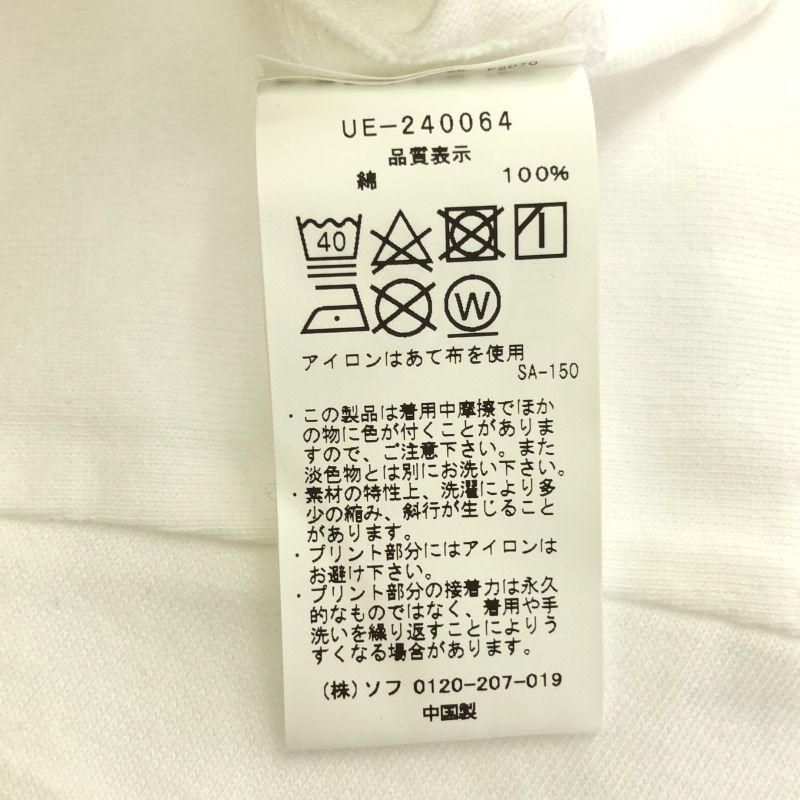 UE-240064
品質表示
綿 100%
40
W
アイロンはあて布を使用
SA-150
・この製品は着用中摩擦でほか
の物に色が付くことがありま
すので、ご注意下さい。また
淡色物とは別にお洗い下さい。
・素材の特性上、洗濯により多
少の縮み、斜行が生じること
があります。
・プリント部分にはアイロンは
お避け下さい。
・プリント部分の接着力は永久
的なものではなく、着用や手
洗いを繰り返すことによりう
すくなる場合があります。
(株)ソフ 0120-207-019
中国製